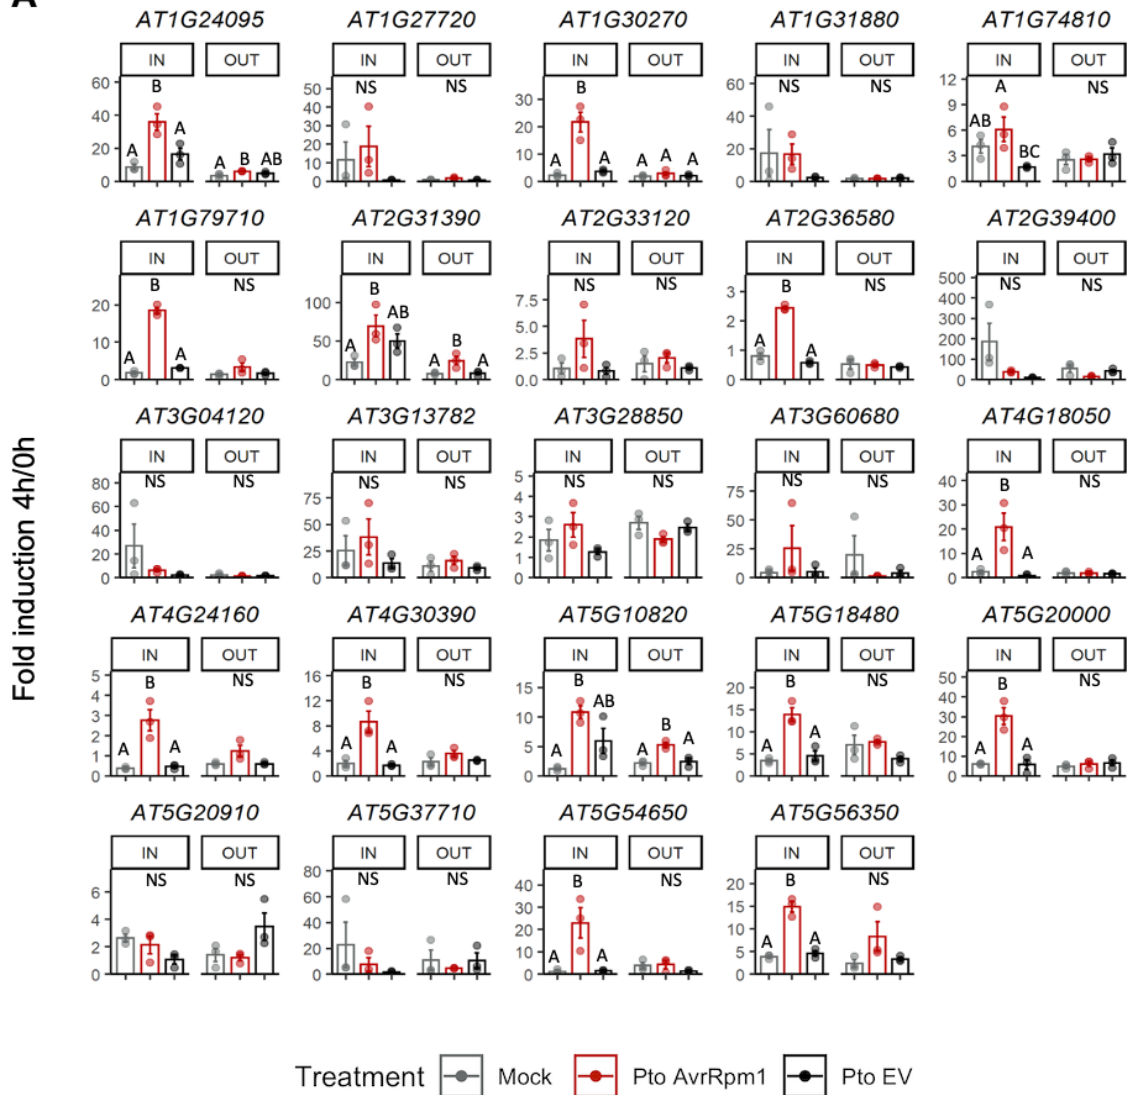 A
Fold induction 4h/0h
AT1G24095
IN OUT
60
40
20
0
A B A
A B AB
AT1G27720
IN OUT
NS NS
50
40
30
20
10
0
AT1G30270
IN OUT
30
20
10
0
A B A
A A A
AT1G31880
IN OUT
NS NS
60
40
20
0
AT1G74810
IN OUT
12
9
6
3
0
AB A BC
NS
AT1G79710
IN OUT
20
10
0
A B A
NS
AT2G31390
IN OUT
100
50
0
A B AB
A B A
AT2G33120
IN OUT
NS NS
7.5
5.0
2.5
0.0
AT2G36580
IN OUT
3
2
1
0
A B A
NS
AT2G39400
IN OUT
NS NS
500
400
300
200
100
0
AT3G04120
IN OUT
NS NS
80
60
40
20
0
AT3G13782
IN OUT
NS NS
75
50
25
0
AT3G28850
IN OUT
NS NS
5
4
3
2
1
0
AT3G60680
IN OUT
NS NS
75
50
25
0
AT4G18050
IN OUT
40
30
20
10
0
A B A
NS
AT4G24160
IN OUT
5
4
3
2
1
0
A B A
NS
AT4G30390
IN OUT
16
12
8
4
0
A B A
NS
AT5G10820
IN OUT
15
10
5
0
A B AB
A B A
AT5G18480
IN OUT
20
15
10
5
0
A B A
NS
AT5G20000
IN OUT
50
40
30
20
10
0
A B A
NS
AT5G20910
IN OUT
NS NS
6
4
2
0
AT5G37710
IN OUT
NS NS
80
60
40
20
0
AT5G54650
IN OUT
40
30
20
10
0
A B A
NS
AT5G56350
IN OUT
20
15
10
5
0
A B A
NS
Treatment Mock Pto AvrRpm1 Pto EV